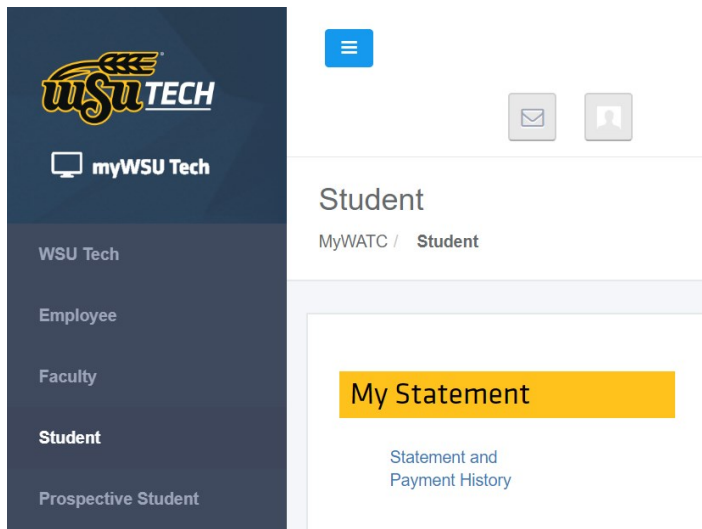 WSU TECH
myWSU Tech
WSU Tech
Employee
Faculty
Student
Prospective Student
Student
MyWATC / Student
My Statement
Statement and
Payment History